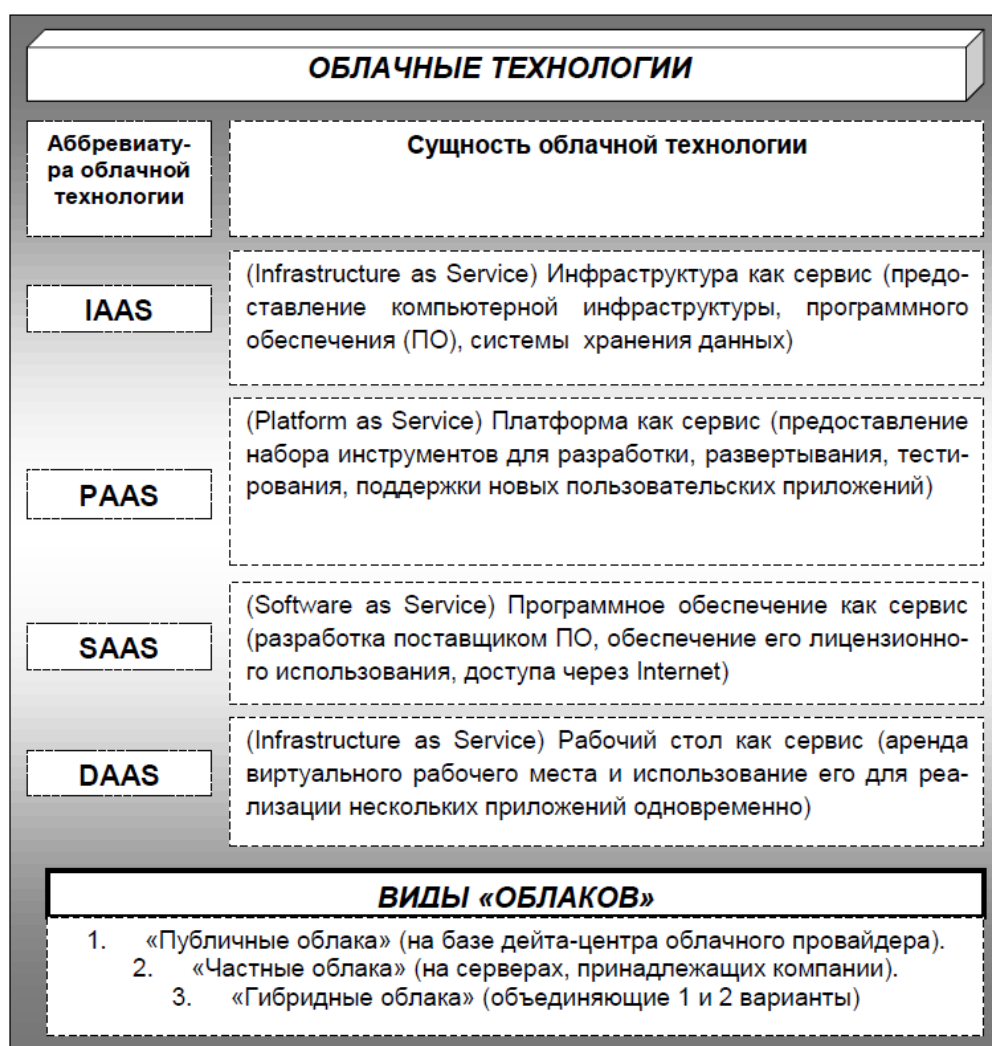 ОБЛАЧНЫЕ ТЕХНОЛОГИИ
Аббревиату-
ра облачной
технологии
Сущность облачной технологии
IAAS
(Infrastructure as Service) Инфраструктура как сервис (предо-
ставление компьютерной инфраструктуры, программного
обеспечения (ПО), системы хранения данных)
PAAS
(Platform as Service) Платформа как сервис (предоставление
набора инструментов для разработки, развертывания, тести-
рования, поддержки новых пользовательских приложений)
SAAS
(Software as Service) Программное обеспечение как сервис
(разработка поставщиком ПО, обеспечение его лицензионно-
го использования, доступа через Internet)
DAAS
(Infrastructure as Service) Рабочий стол как сервис (аренда
виртуального рабочего места и использование его для реа-
лизации нескольких приложений одновременно)
ВИДЫ «ОБЛАКОВ»
1. «Публичные облака» (на базе дейта-центра облачного провайдера).
2. «Частные облака» (на серверах, принадлежащих компании).
3. «Гибридные облака» (объединяющие 1 и 2 варианты)